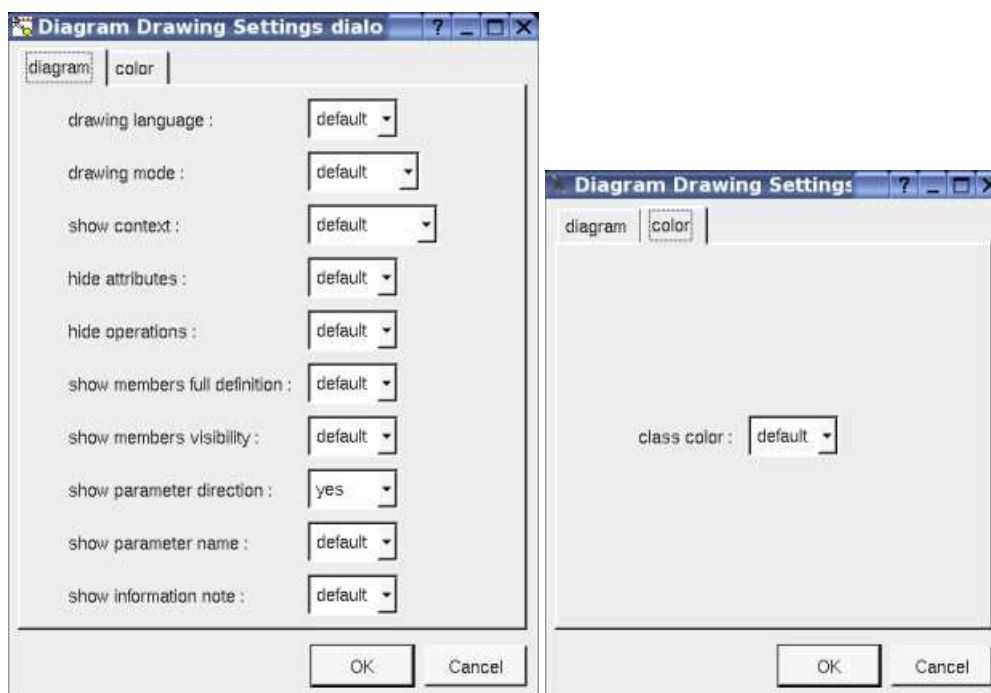 Diagram Drawing Settings dialo ?
diagram color
drawing language : default
drawing mode : default
show context : default
hide attributes : default
hide operations : default
show members full definition : default
show members visibility : default
show parameter direction : yes
show parameter name : default
show information note : default
OK Cancel
Diagram Drawing Settings ?
diagram color
class color : default
OK Cancel